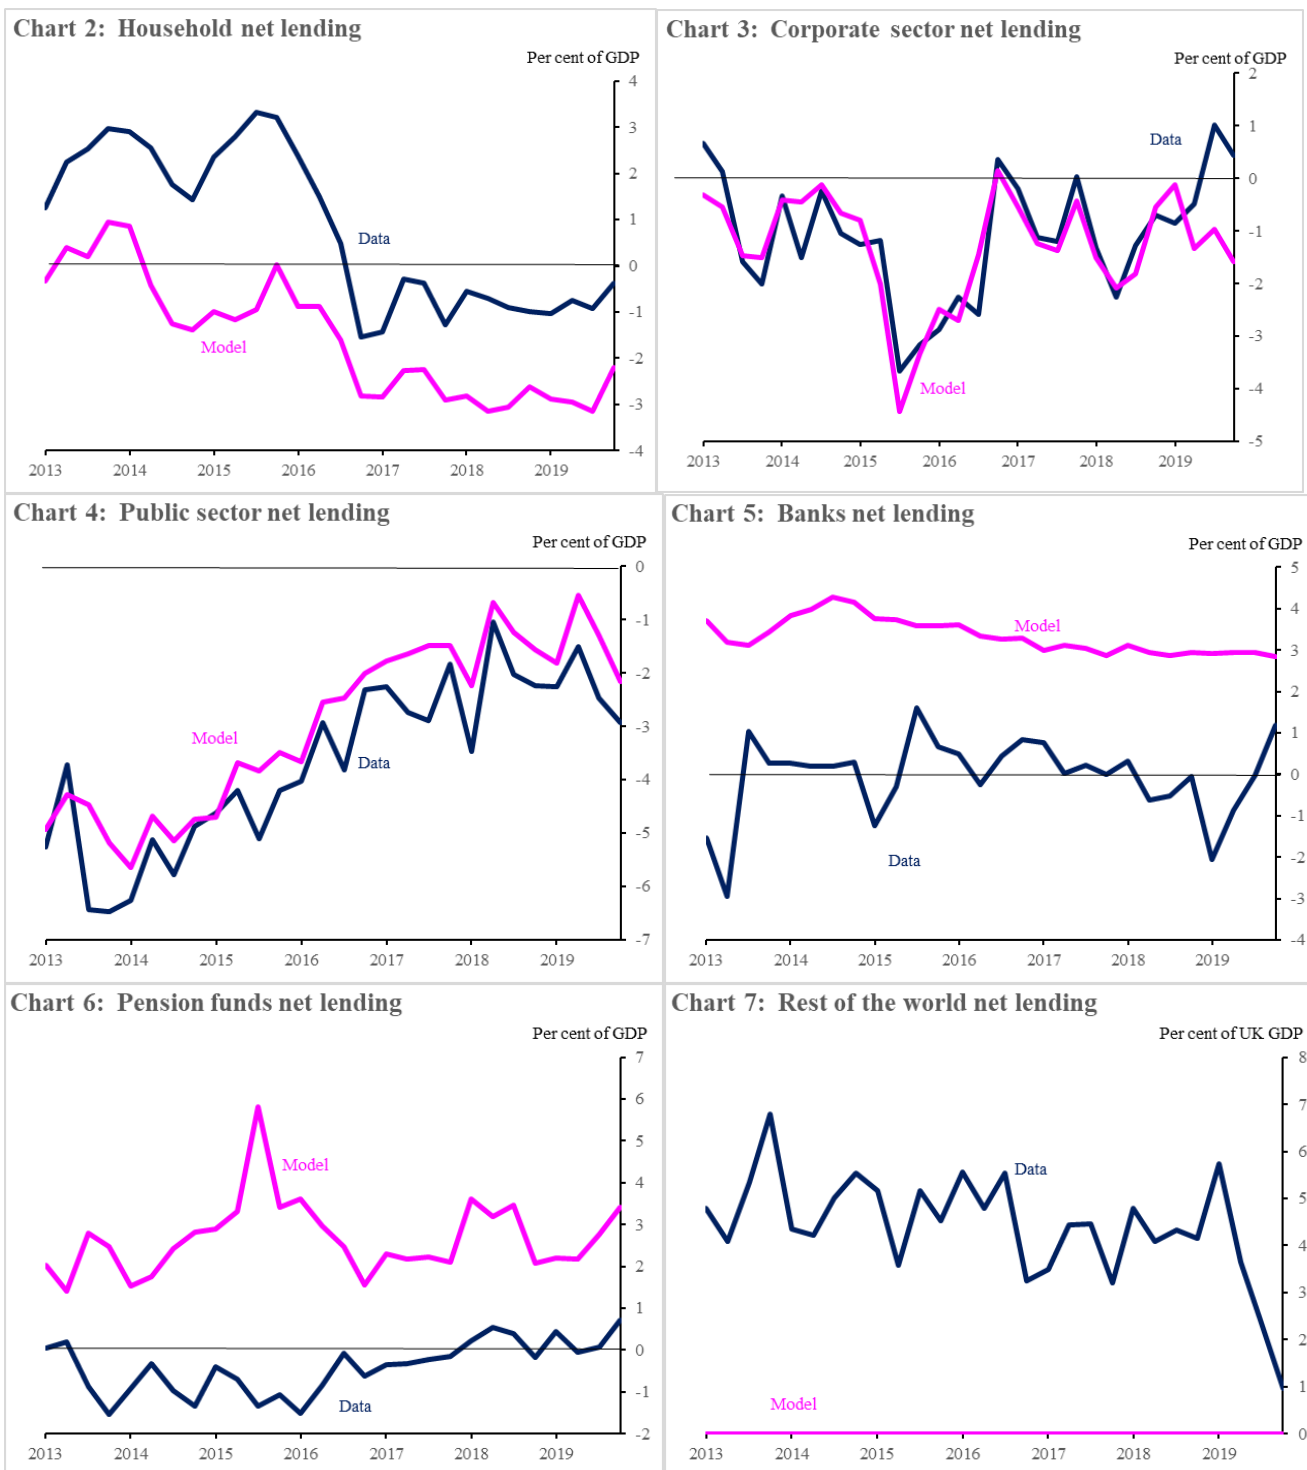 Chart 2: Household net lending
Per cent of GDP
4
3
2
1
0
-1
-2
-3
-4
Data
Model
2013 2014 2015 2016 2017 2018 2019
Chart 3: Corporate sector net lending
Per cent of GDP
2
1
0
-1
-2
-3
-4
-5
Data
Model
2013 2014 2015 2016 2017 2018 2019
Chart 4: Public sector net lending
Per cent of GDP
0
-1
-2
-3
-4
-5
-6
-7
Model
Data
2013 2014 2015 2016 2017 2018 2019
Chart 5: Banks net lending
Per cent of GDP
5
4
3
2
1
0
-1
-2
-3
-4
Model
Data
2013 2014 2015 2016 2017 2018 2019
Chart 6: Pension funds net lending
Per cent of GDP
7
6
5
4
3
2
1
0
-1
-2
Model
Data
2013 2014 2015 2016 2017 2018 2019
Chart 7: Rest of the world net lending
Per cent of UK GDP
8
7
6
5
4
3
2
1
0
Data
Model
2013 2014 2015 2016 2017 2018 2019